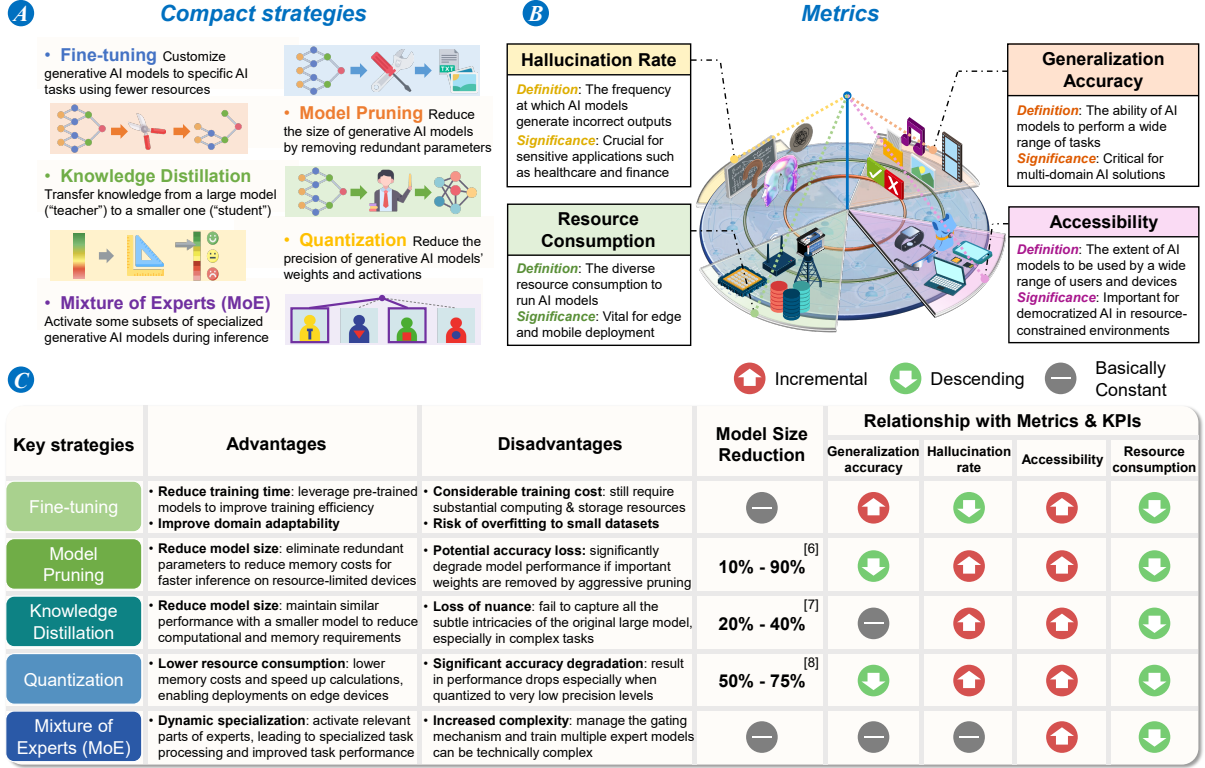 A
Compact strategies
• Fine-tuning Customize
generative AI models to specific AI
tasks using fewer resources
TXT
• Model Pruning Reduce
the size of generative AI models
by removing redundant parameters
• Knowledge Distillation
Transfer knowledge from a large model
(“teacher”) to a smaller one (“student”)
• Quantization Reduce the
precision of generative AI models’
weights and activations
• Mixture of Experts (MoE)
Activate some subsets of specialized
generative AI models during inference
B
Metrics
Hallucination Rate
Definition: The frequency
at which AI models
generate incorrect outputs
Significance: Crucial for
sensitive applications such
as healthcare and finance
Resource
Consumption
Definition: The diverse
resource consumption to
run AI models
Significance: Vital for edge
and mobile deployment
Generalization
Accuracy
Definition: The ability of AI
models to perform a wide
range of tasks
Significance: Critical for
multi-domain AI solutions
Accessibility
Definition: The extent of AI
models to be used by a wide
range of users and devices
Significance: Important for
democratized AI in resource-
constrained environments
C
Incremental
Descending
Basically
Constant
Key strategies
Advantages
Disadvantages
Model Size
Reduction
Relationship with Metrics & KPIs
Generalization
accuracy
Hallucination
rate
Accessibility
Resource
consumption
Fine-tuning
• Reduce training time: leverage pre-trained
models to improve training efficiency
• Improve domain adaptability
• Considerable training cost: still require
substantial computing & storage resources
• Risk of overfitting to small datasets
Model
Pruning
• Reduce model size: eliminate redundant
parameters to reduce memory costs for
faster inference on resource-limited devices
• Potential accuracy loss: significantly
degrade model performance if important
weights are removed by aggressive pruning
[6]
10% - 90%
Knowledge
Distillation
• Reduce model size: maintain similar
performance with a smaller model to reduce
computational and memory requirements
• Loss of nuance: fail to capture all the
subtle intricacies of the original large model,
especially in complex tasks
[7]
20% - 40%
Quantization
• Lower resource consumption: lower
memory costs and speed up calculations,
enabling deployments on edge devices
• Significant accuracy degradation: result
in performance drops especially when
quantized to very low precision levels
[8]
50% - 75%
Mixture of
Experts (MoE)
• Dynamic specialization: activate relevant
parts of experts, leading to specialized task
processing and improved task performance
• Increased complexity: manage the gating
mechanism and train multiple expert models
can be technically complex